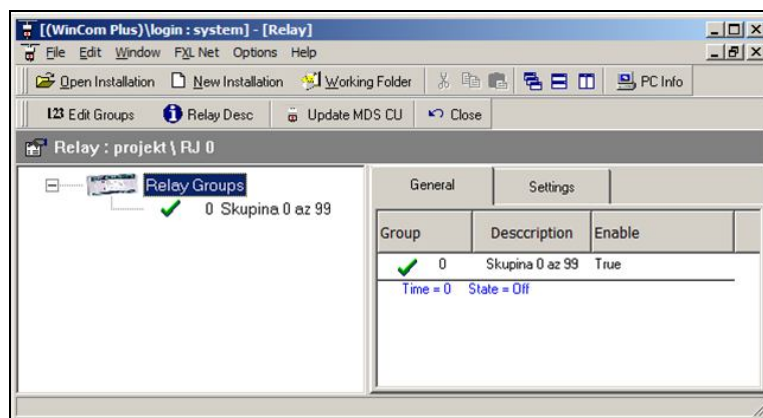 [(WinCom Plus)\login : system] - [Relay]
File Edit Window FXL Net Options Help
Open Installation New Installation Working Folder PC Info
123 Edit Groups Relay Desc Update MDS CU Close
Relay : projekt \ RJ 0
Relay Groups
0 Skupina 0 az 99
General Settings
Group Desccription Enable
0 Skupina 0 az 99 True
Time = 0 State = Off